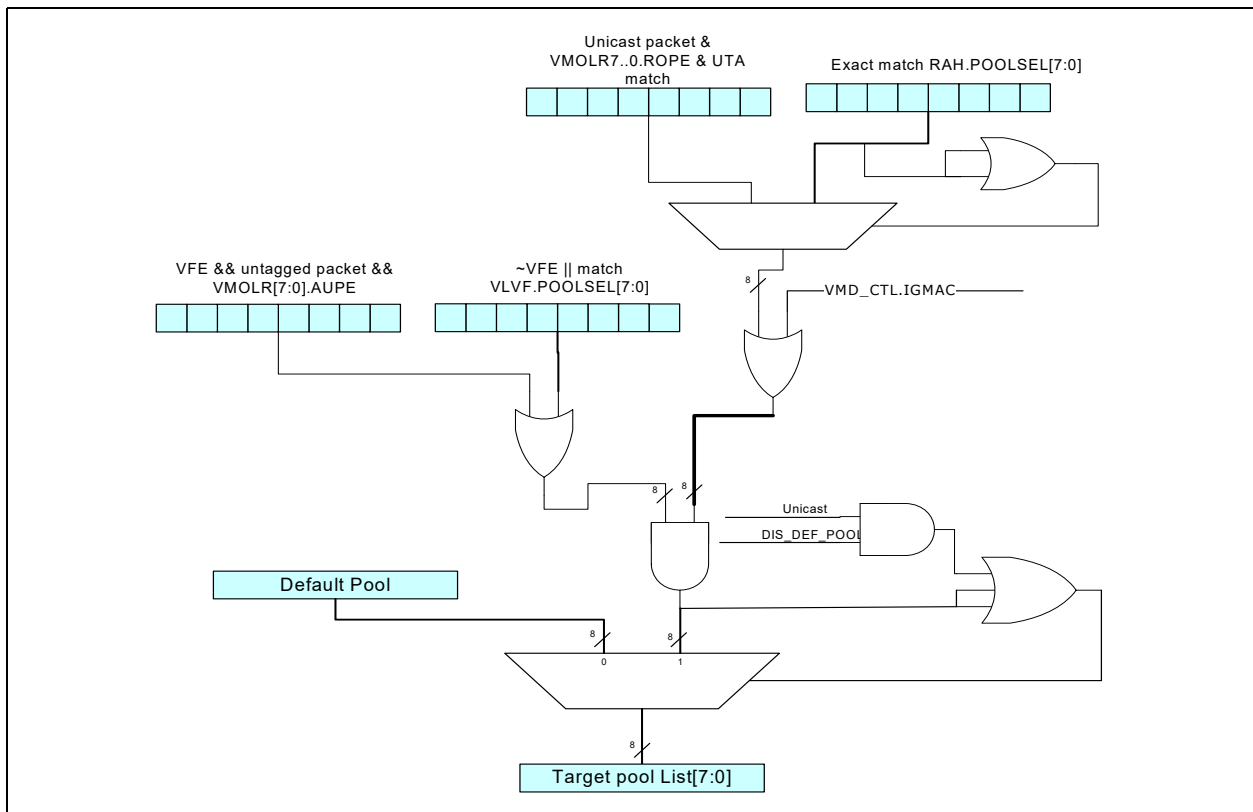 Unicast packet &
VMOLR7..0.ROPE & UTA
match
Exact match RAH.POOLSEL[7:0]
VFE && untagged packet &&
VMOLR[7:0].AUPE
~VFE || match
VLVF.POOLSEL[7:0]
8
VMD_CTL.IGMAC
8
8
Unicast
DIS_DEF_POOL
Default Pool
8
8
0
1
8
Target pool List[7:0]